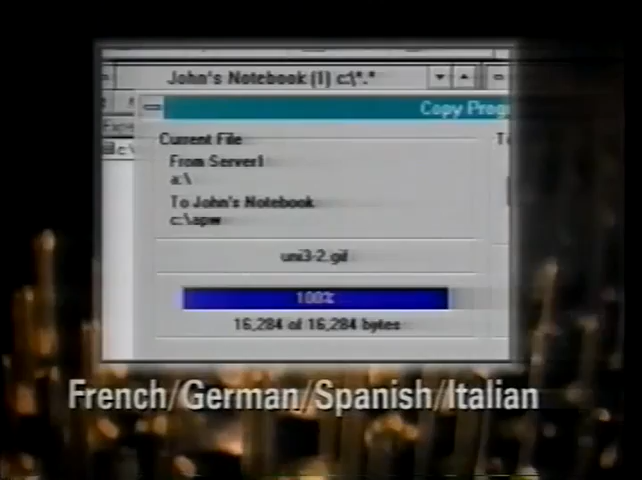 John's Notebook (1) c:\*.*
Copy Prog
Current File
From Server1
a:\
To John's Notebook
c:\apw
uni3-2.gif
100%
16,284 of 16,284 bytes
French/German/Spanish/Italian